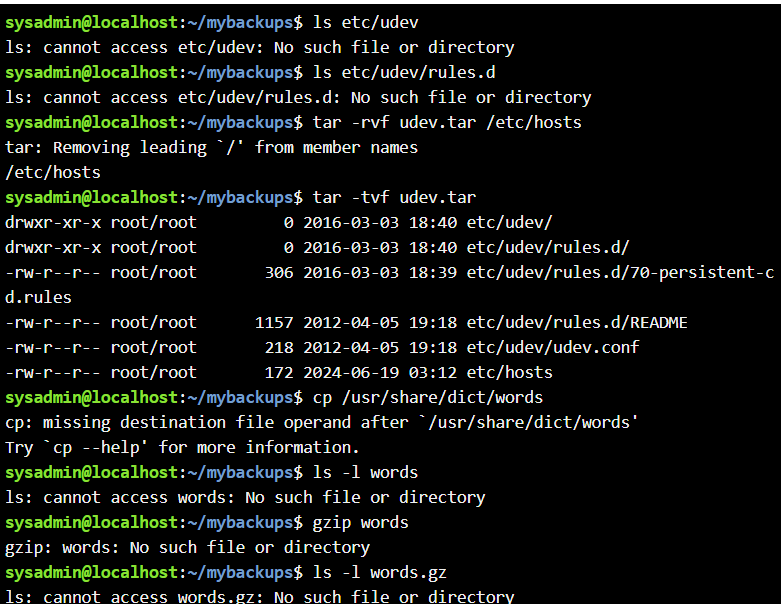 sysadmin@localhost:~/mybackups$ ls etc/udev
ls: cannot access etc/udev: No such file or directory
sysadmin@localhost:~/mybackups$ ls etc/udev/rules.d
ls: cannot access etc/udev/rules.d: No such file or directory
sysadmin@localhost:~/mybackups$ tar -rvf udev.tar /etc/hosts
tar: Removing leading `/' from member names
/etc/hosts
sysadmin@localhost:~/mybackups$ tar -tvf udev.tar
drwxr-xr-x root/root         0 2016-03-03 18:40 etc/udev/
drwxr-xr-x root/root         0 2016-03-03 18:40 etc/udev/rules.d/
-rw-r--r-- root/root       306 2016-03-03 18:39 etc/udev/rules.d/70-persistent-c
d.rules
-rw-r--r-- root/root      1157 2012-04-05 19:18 etc/udev/rules.d/README
-rw-r--r-- root/root       218 2012-04-05 19:18 etc/udev/udev.conf
-rw-r--r-- root/root       172 2024-06-19 03:12 etc/hosts
sysadmin@localhost:~/mybackups$ cp /usr/share/dict/words
cp: missing destination file operand after `/usr/share/dict/words'
Try `cp --help' for more information.
sysadmin@localhost:~/mybackups$ ls -l words
ls: cannot access words: No such file or directory
sysadmin@localhost:~/mybackups$ gzip words
gzip: words: No such file or directory
sysadmin@localhost:~/mybackups$ ls -l words.gz
ls: cannot access words.gz: No such file or directory